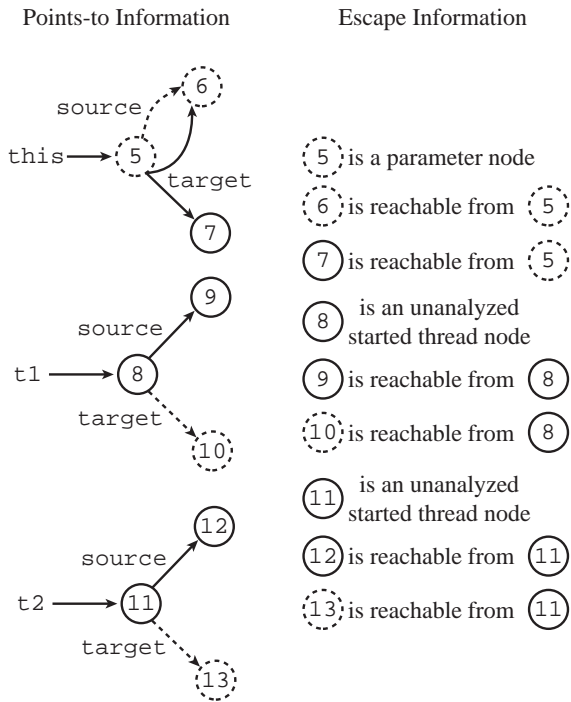 Points-to Information
Escape Information
source
6
this
5
target
7
9
source
t1
8
target
10
12
source
t2
11
target
13
5 is a parameter node
6 is reachable from 5
7 is reachable from 5
8 is an unanalyzed
started thread node
9 is reachable from 8
10 is reachable from 8
11 is an unanalyzed
started thread node
12 is reachable from 11
13 is reachable from 11